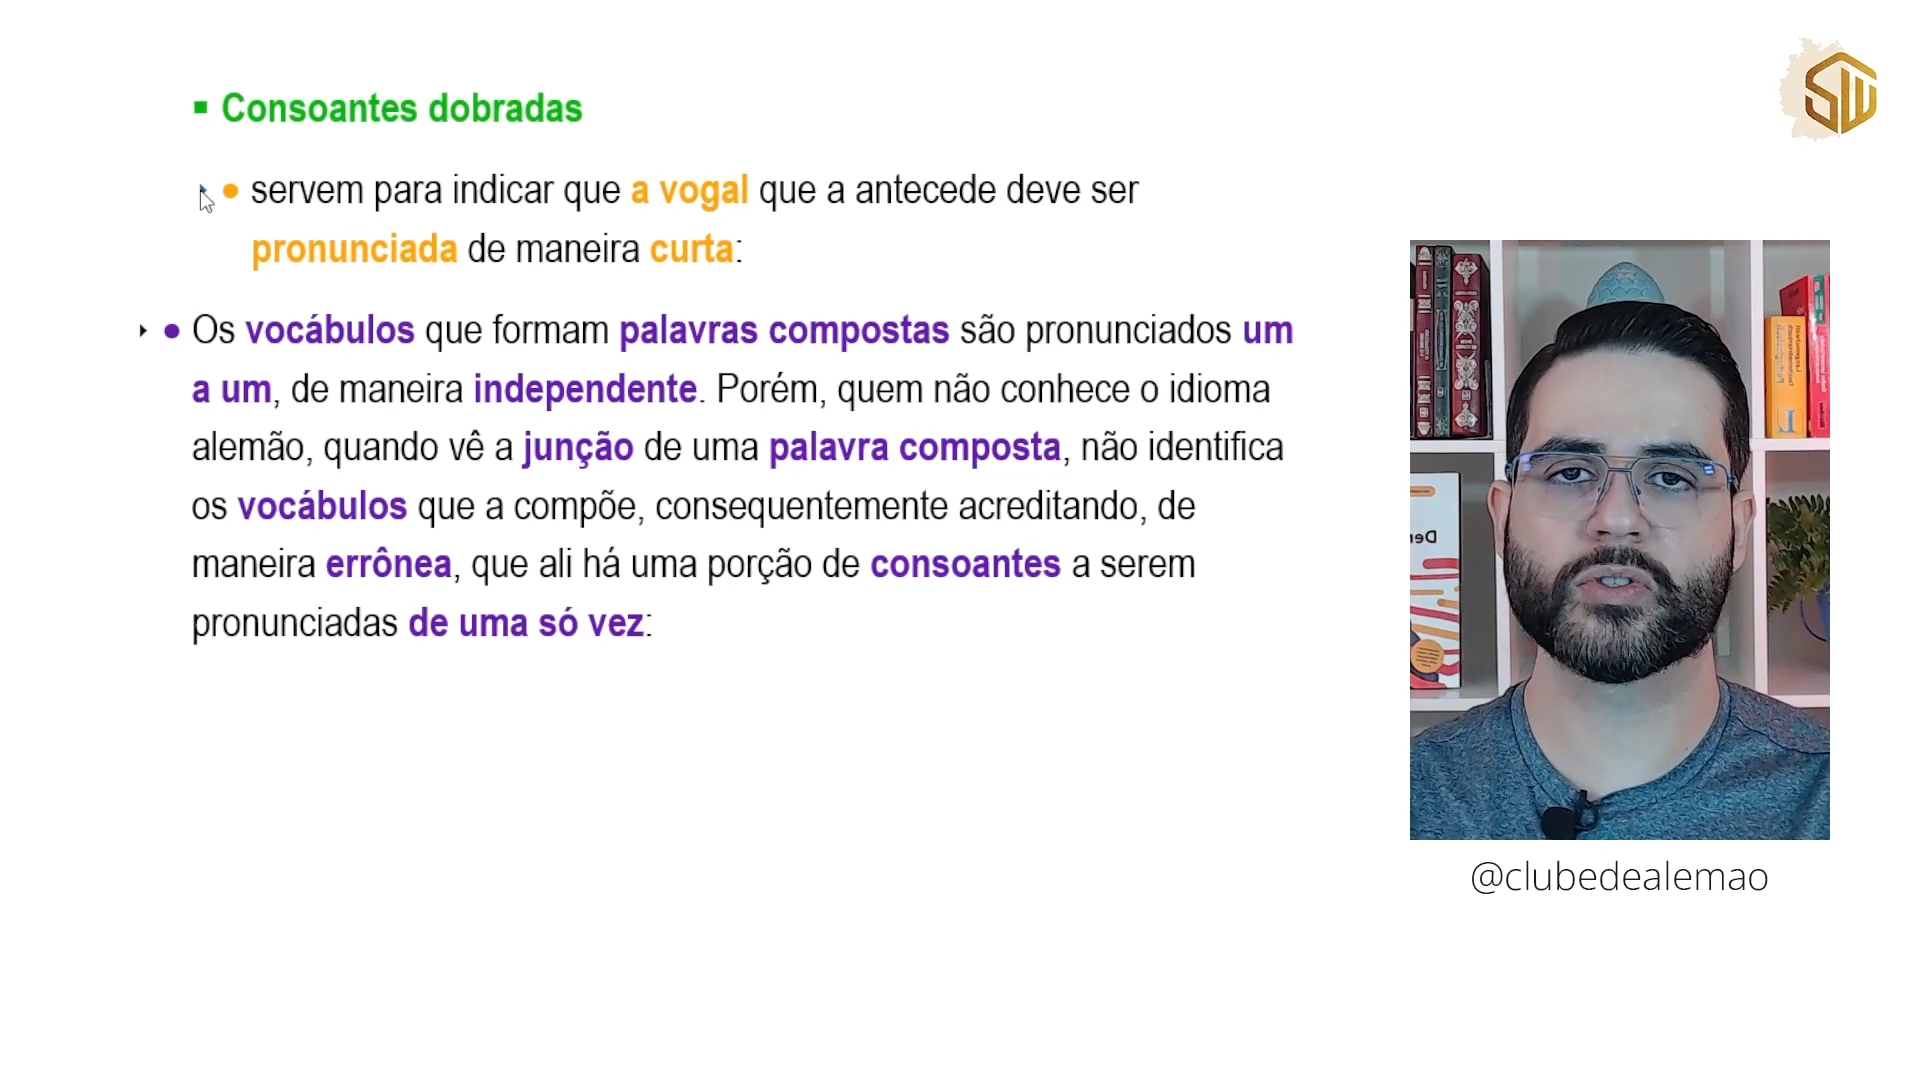 Consoantes dobradas
servem para indicar que a vogal que a antecede deve ser
pronunciada de maneira curta:
Os vocábulos que formam palavras compostas são pronunciados um
a um, de maneira independente. Porém, quem não conhece o idioma
alemão, quando vê a junção de uma palavra composta, não identifica
os vocábulos que a compõe, consequentemente acreditando, de
maneira errônea, que ali há uma porção de consoantes a serem
pronunciadas de uma só vez:
@clubedealemao